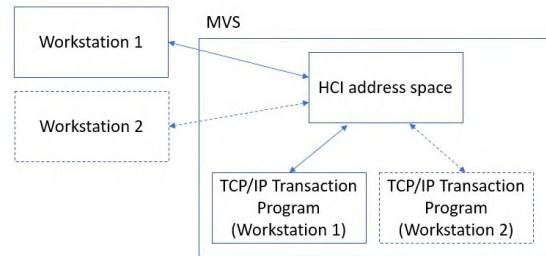 MVS
Workstation 1
HCI address space
Workstation 2
TCP/IP Transaction
Program
(Workstation 1)
TCP/IP Transaction
Program
(Workstation 2)